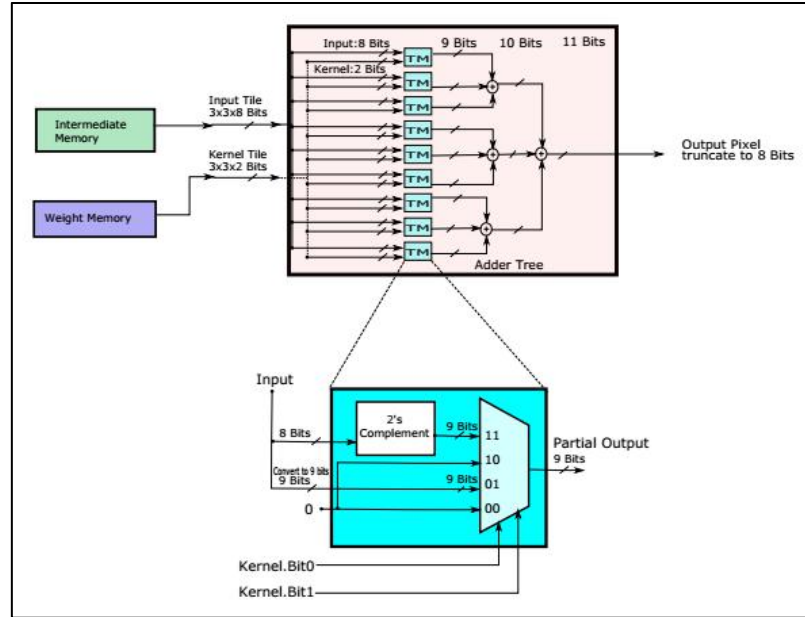 Input:8 Bits
9 Bits
10 Bits
11 Bits
TM
Kernel:2 Bits
TM
TM
Input Tile
3x3x8 Bits
Intermediate
Memory
TM
Kernel Tile
3x3x2 Bits
TM
Output Pixel
truncate to 8 Bits
TM
Weight Memory
TM
TM
TM
Adder Tree
Input
2's
Complement
8 Bits
9 Bits
11
Partial Output
9 Bits
10
Convert to 9 bits
9 Bits
9 Bits
01
0
00
Kernel.Bit0
Kernel.Bit1